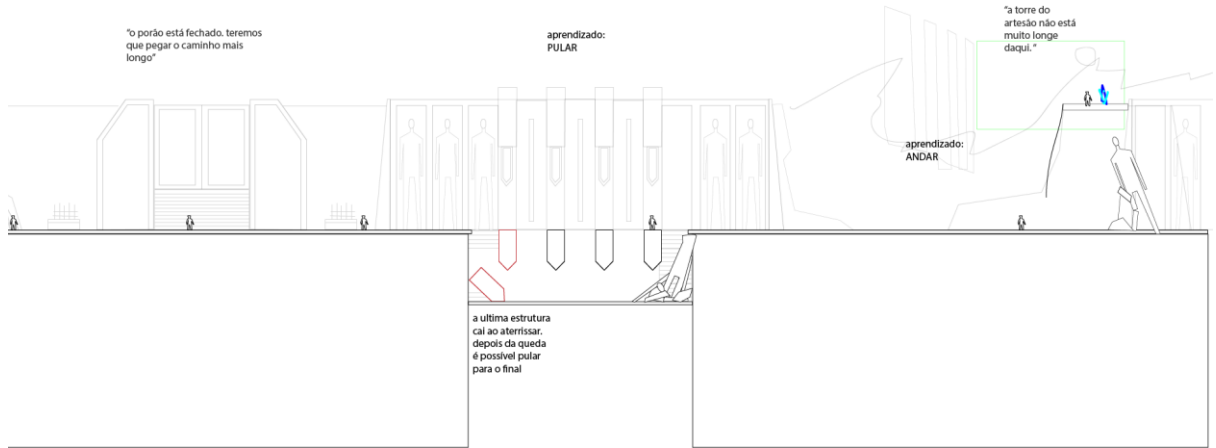 "o porão está fechado. teremos
que pegar o caminho mais
longo"
aprendizado:
PULAR
"a torre do
artesão não está
muito longe
daqui."
aprendizado:
ANDAR
a ultima estrutura
cai ao aterrissar.
depois da queda
é possível pular
para o final